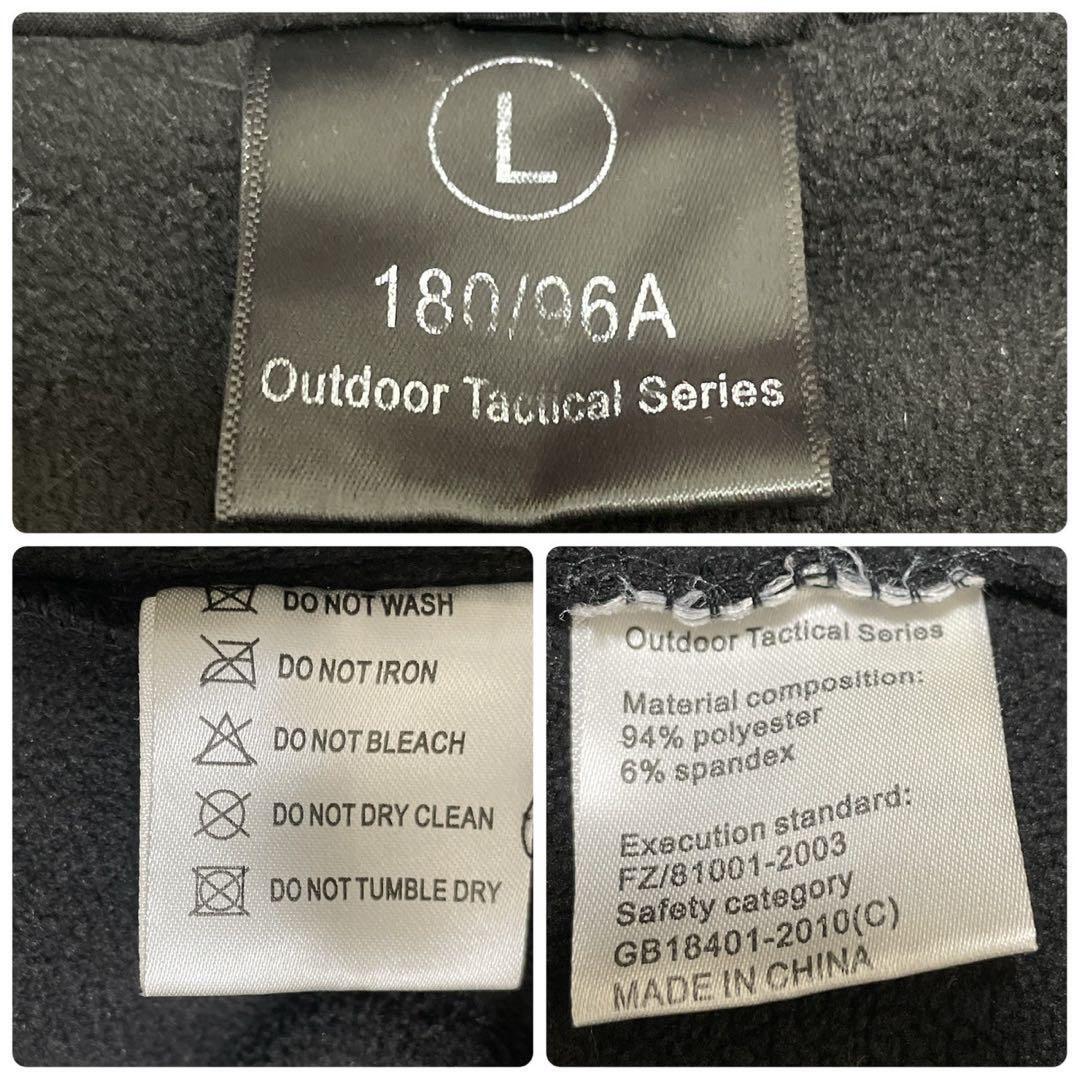 L
180/96A
Outdoor Tactical Series
DO NOT WASH
DO NOT IRON
DO NOT BLEACH
DO NOT DRY CLEAN
DO NOT TUMBLE DRY
Outdoor Tactical Series
Material composition:
94% polyester
6% spandex
Execution standard:
FZ/81001-2003
Safety category
GB18401-2010(C)
MADE IN CHINA